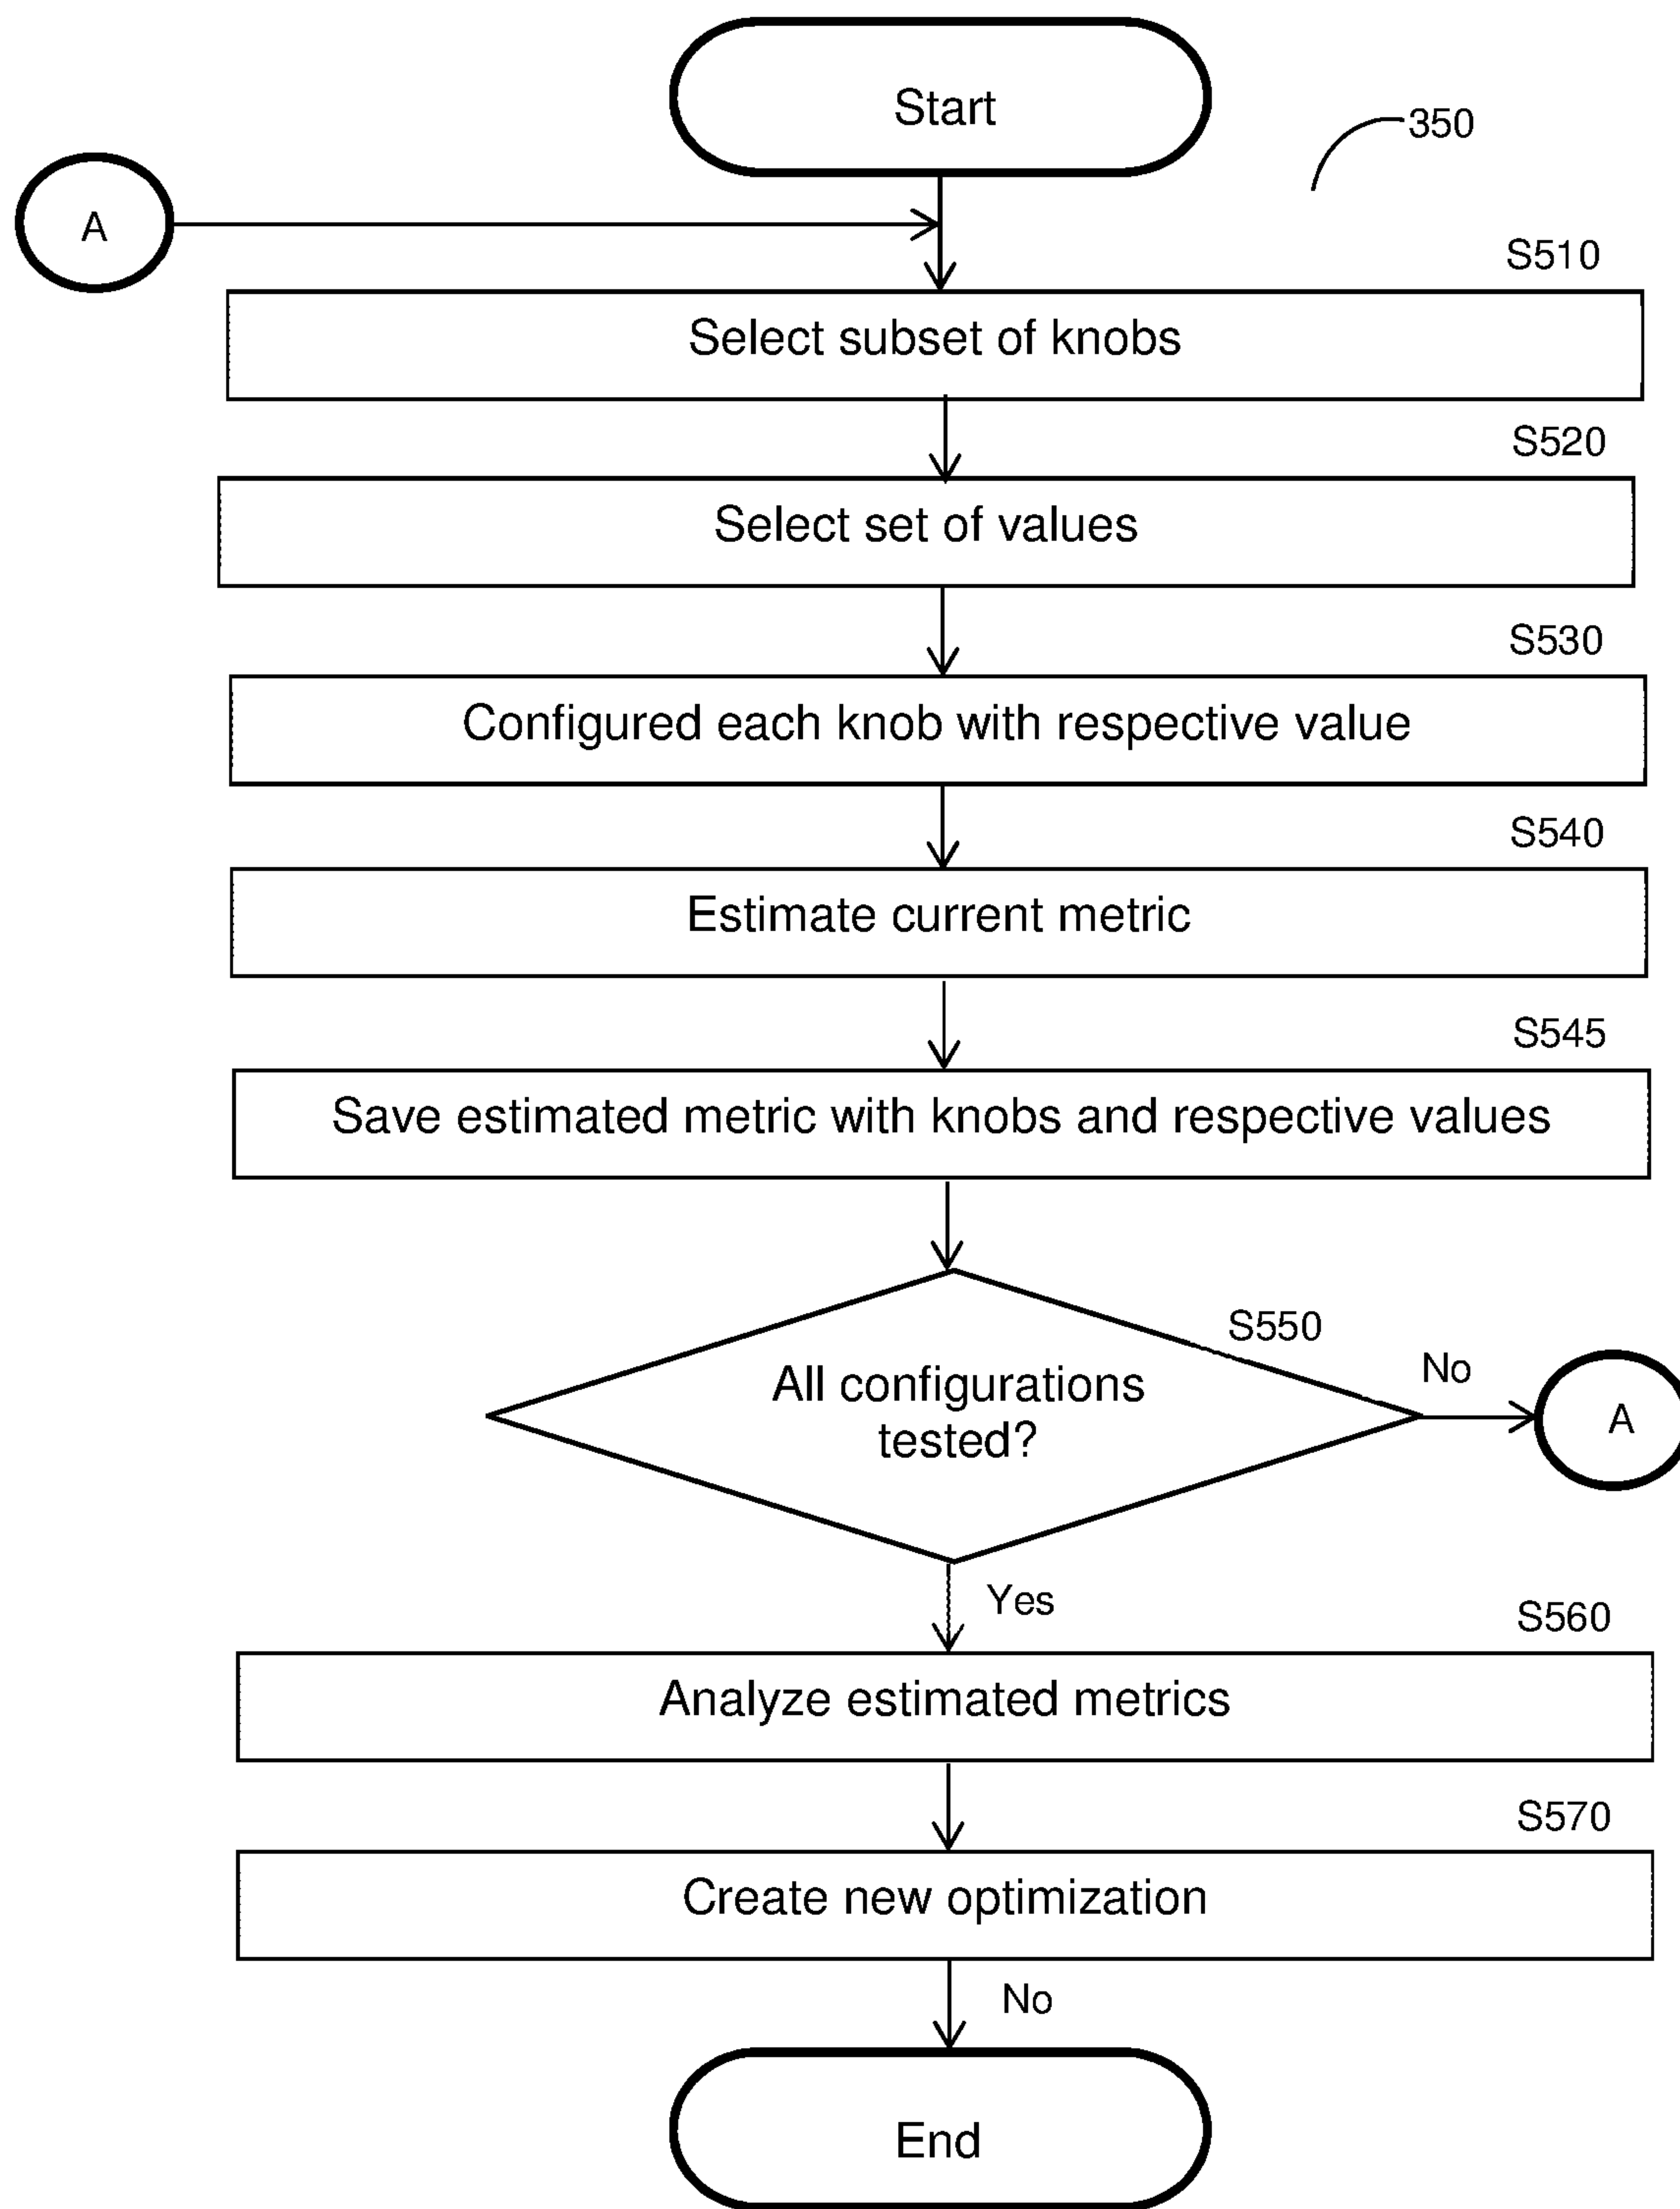 Start
350
A
S510
Select subset of knobs
S520
Select set of values
S530
Configured each knob with respective value
S540
Estimate current metric
S545
Save estimated metric with knobs and respective values
S550
All configurations
tested?
No
A
Yes
S560
Analyze estimated metrics
S570
Create new optimization
No
End